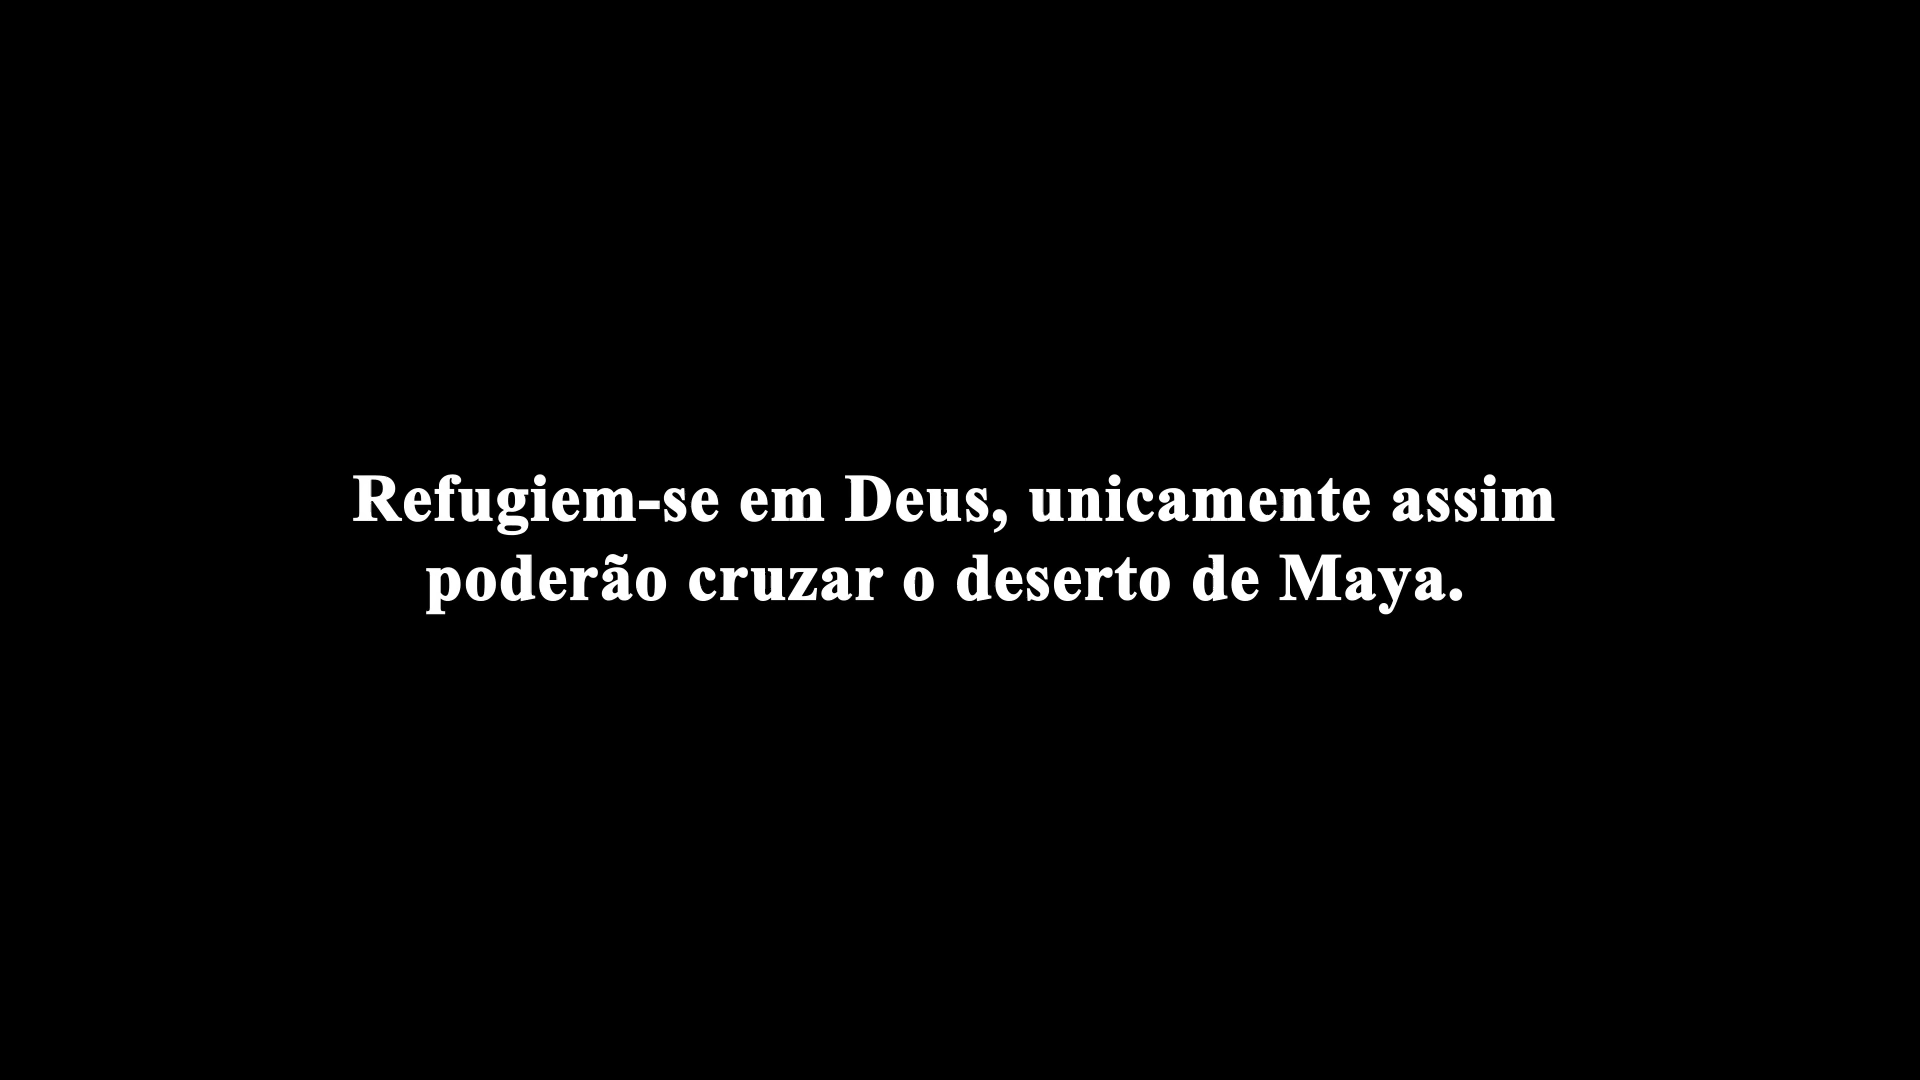 Refugiem-se em Deus, unicamente assim
poderão cruzar o deserto de Maya.